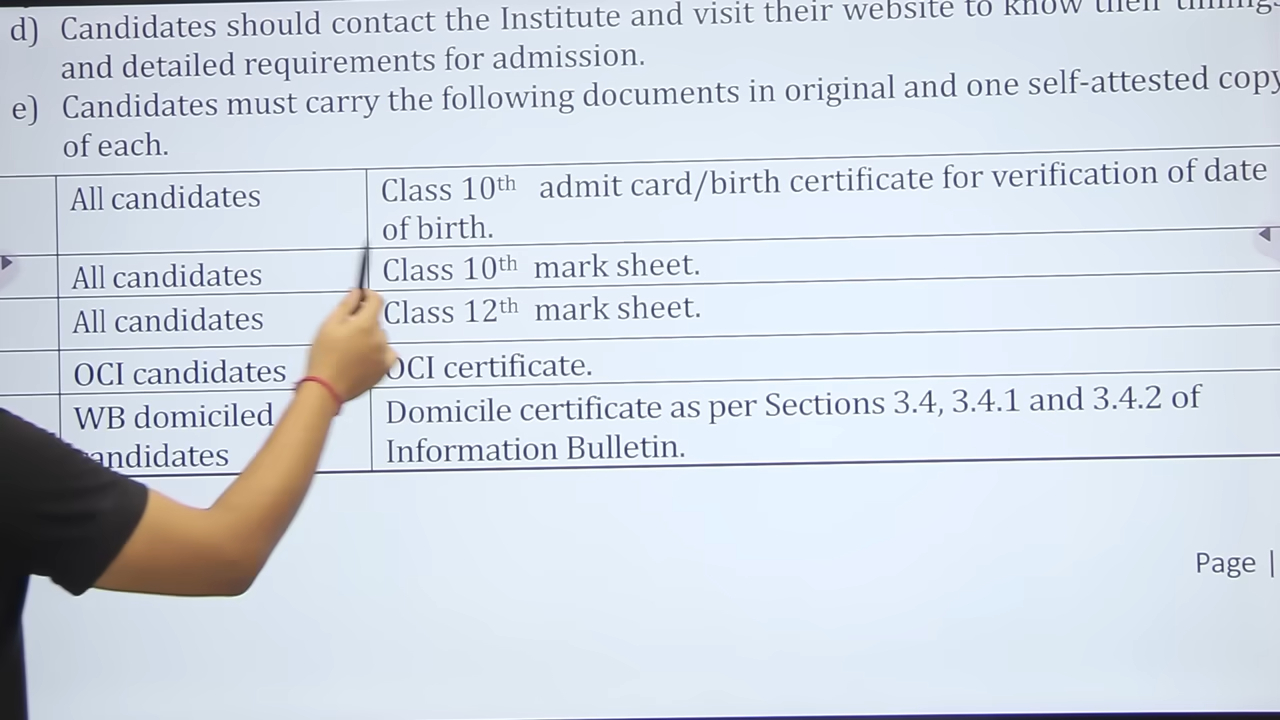 d) Candidates should contact the Institute and visit their website to know their timings
and detailed requirements for admission.
e) Candidates must carry the following documents in original and one self-attested copy
of each.
All candidates Class 10th admit card/birth certificate for verification of date
of birth.
All candidates Class 10th mark sheet.
All candidates Class 12th mark sheet.
OCI candidates OCI certificate.
WB domiciled Domicile certificate as per Sections 3.4, 3.4.1 and 3.4.2 of
candidates Information Bulletin.
Page |